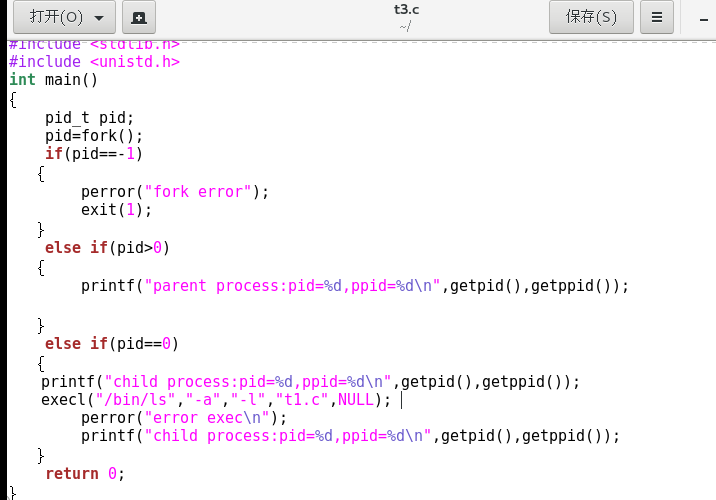 打开(O)
t3.c
~/
保存(S)
#include <stdlib.h>
#include <unistd.h>
int main()
{
    pid_t pid;
    pid=fork();
    if(pid==-1)
   {
        perror("fork error");
        exit(1);
   }
    else if(pid>0)
   {
        printf("parent process:pid=%d,ppid=%d\n",getpid(),getppid());

   }
    else if(pid==0)
   {
   printf("child process:pid=%d,ppid=%d\n",getpid(),getppid());
   execl("/bin/ls","-a","-l","t1.c",NULL);
        perror("error exec\n");
        printf("child process:pid=%d,ppid=%d\n",getpid(),getppid());
   }
    return 0;
}